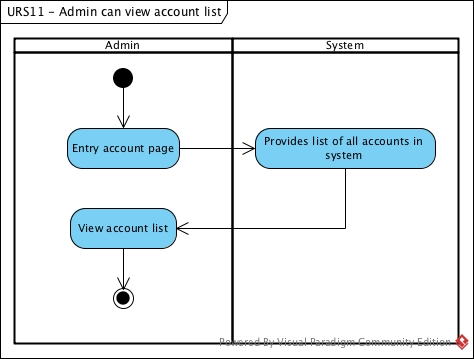 URS11 – Admin can view account list
Admin
System
Entry account page
Provides list of all accounts in
system
View account list
Powered By Visual Paradigm Community Edition